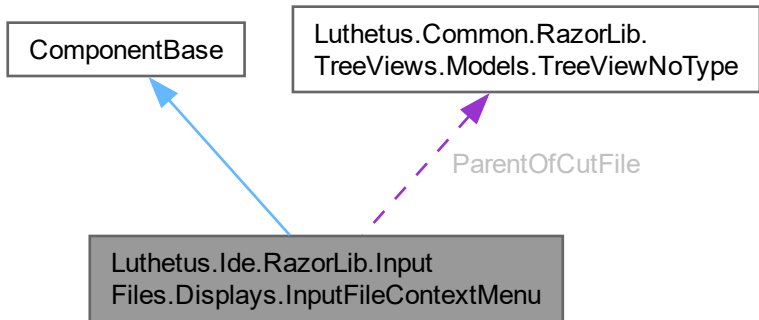 ComponentBase
Luthetus.Common.RazorLib.
TreeViews.Models.TreeViewNoType
ParentOfCutFile
Luthetus.Ide.RazorLib.Input
Files.Displays.InputFileContextMenu